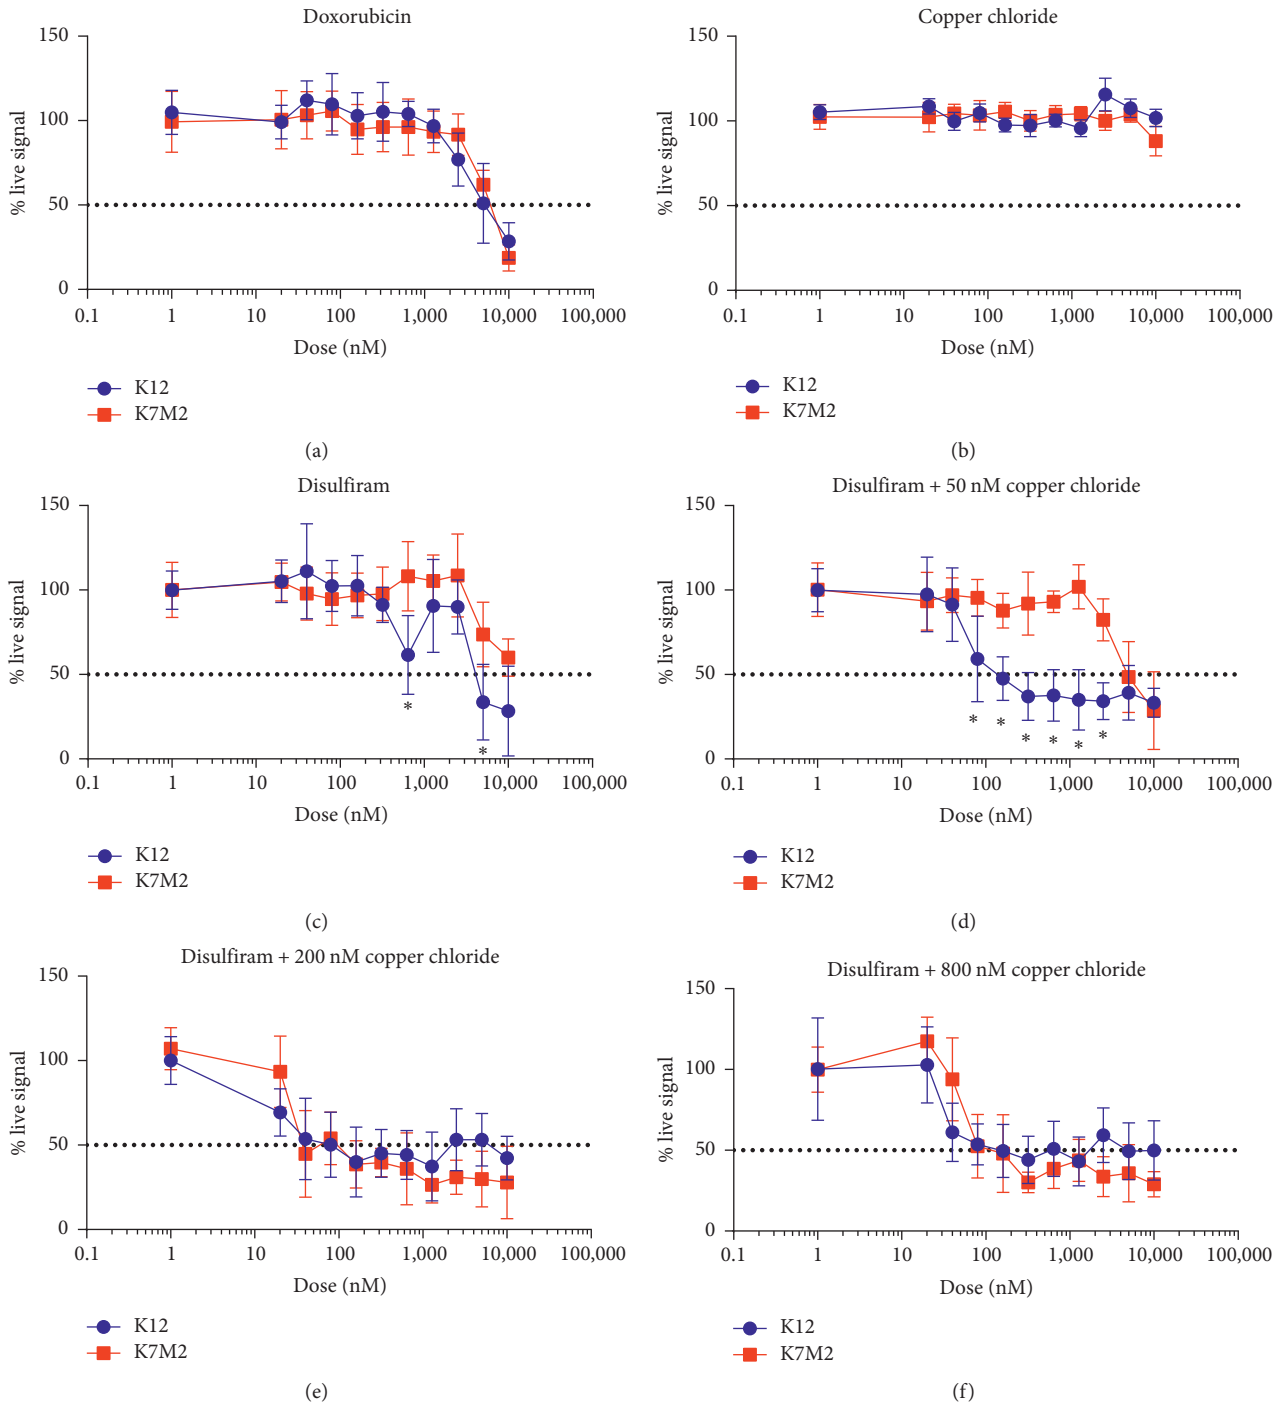 Doxorubicin
150
100
50
0
% live signal
0.1 1 10 100 1,000 10,000 100,000
Dose (nM)
K12
K7M2
(a)
Copper chloride
150
100
50
0
% live signal
0.1 1 10 100 1,000 10,000 100,000
Dose (nM)
K12
K7M2
(b)
Disulfiram
150
100
50
0
% live signal
* *
0.1 1 10 100 1,000 10,000 100,000
Dose (nM)
K12
K7M2
(c)
Disulfiram + 50 nM copper chloride
150
100
50
0
% live signal
* * * * * *
0.1 1 10 100 1,000 10,000 100,000
Dose (nM)
K12
K7M2
(d)
Disulfiram + 200 nM copper chloride
150
100
50
0
% live signal
0.1 1 10 100 1,000 10,000 100,000
Dose (nM)
K12
K7M2
(e)
Disulfiram + 800 nM copper chloride
150
100
50
0
% live signal
0.1 1 10 100 1,000 10,000 100,000
Dose (nM)
K12
K7M2
(f)